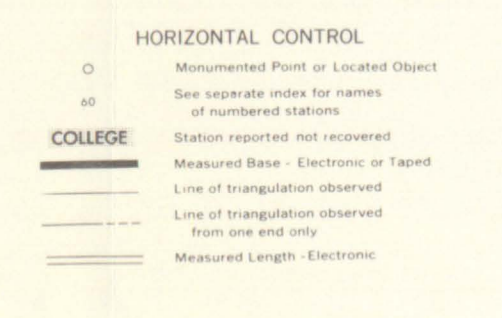 HORIZONTAL CONTROL
Monumented Point or Located Object
60 See separate index for names
of numbered stations
COLLEGE Station reported not recovered
Measured Base - Electronic or Taped
Line of triangulation observed
Line of triangulation observed
from one end only
Measured Length - Electronic